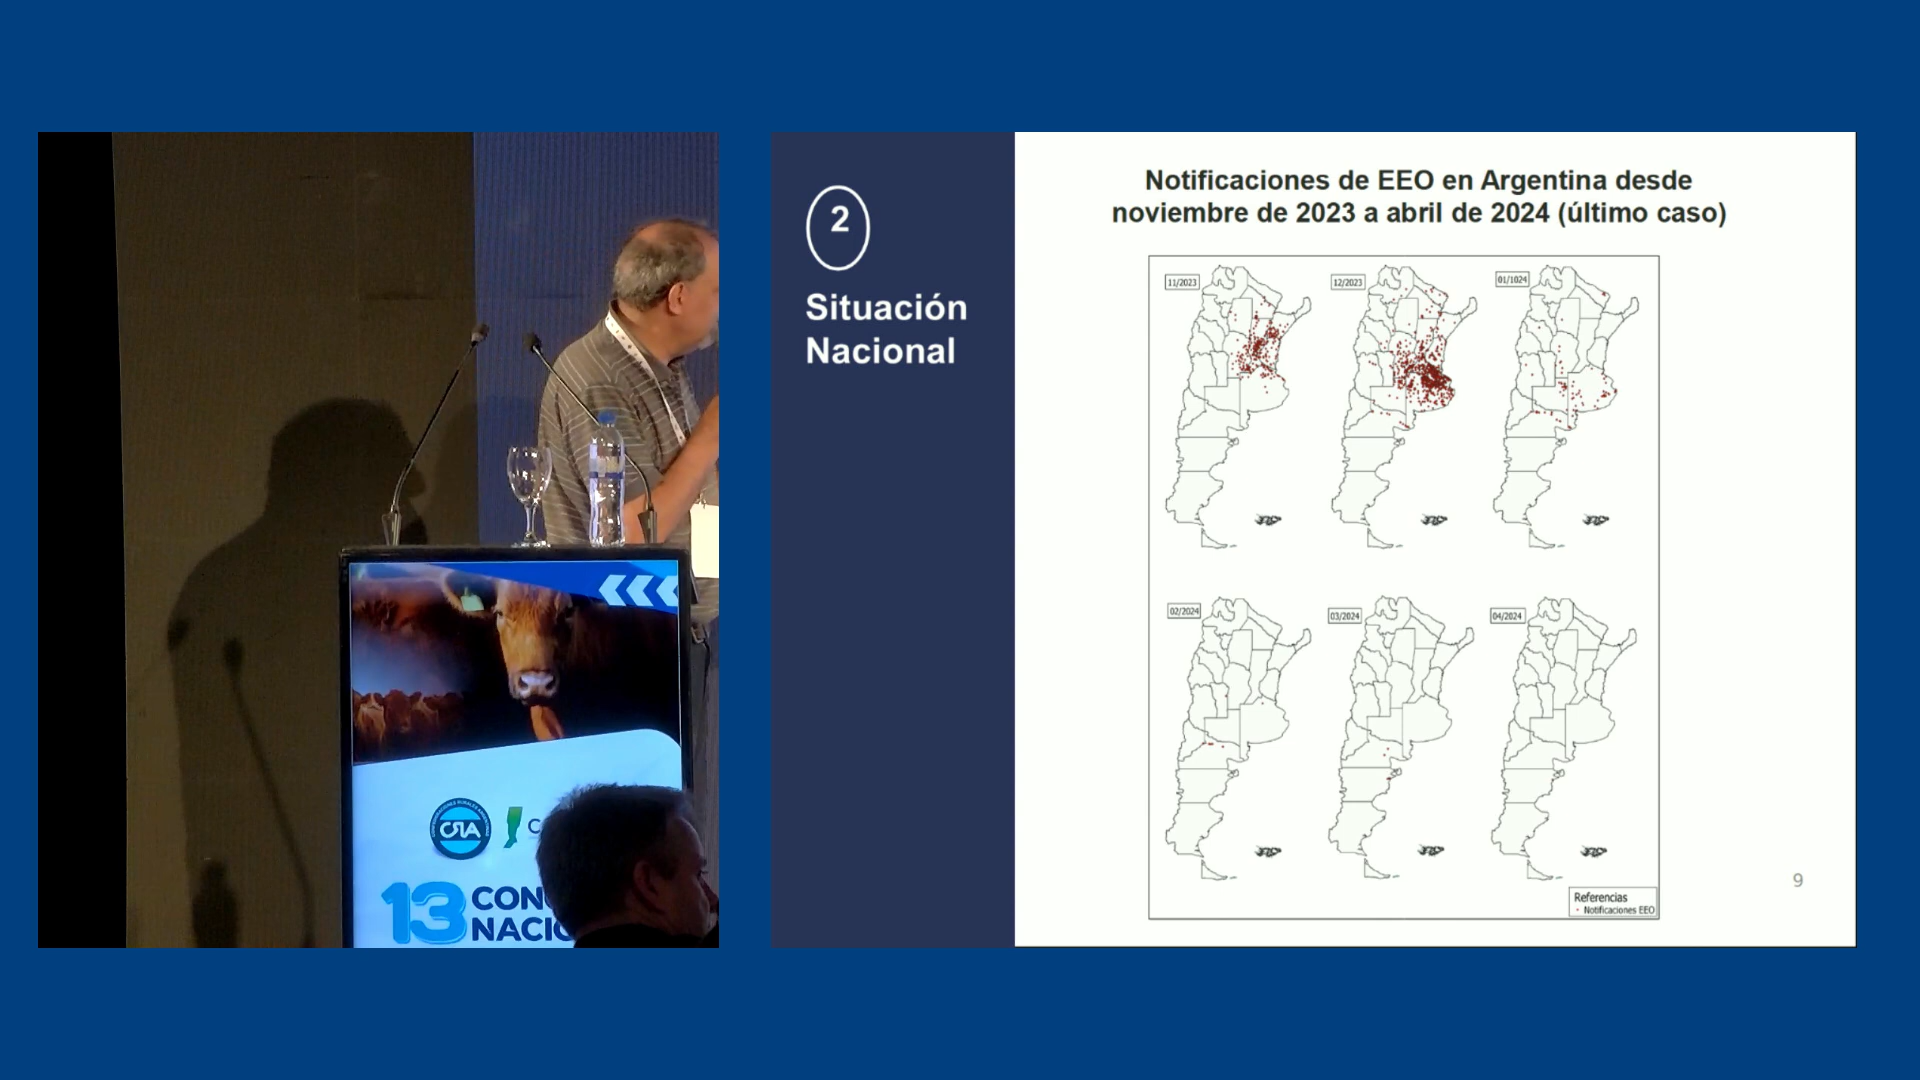 CRA
13 CON
NACIO
2
Situación
Nacional
Notificaciones de EEO en Argentina desde
noviembre de 2023 a abril de 2024 (último caso)
11/2023
12/2023
01/1024
02/2024
03/2024
04/2024
Referencias
Notificaciones EEO
9